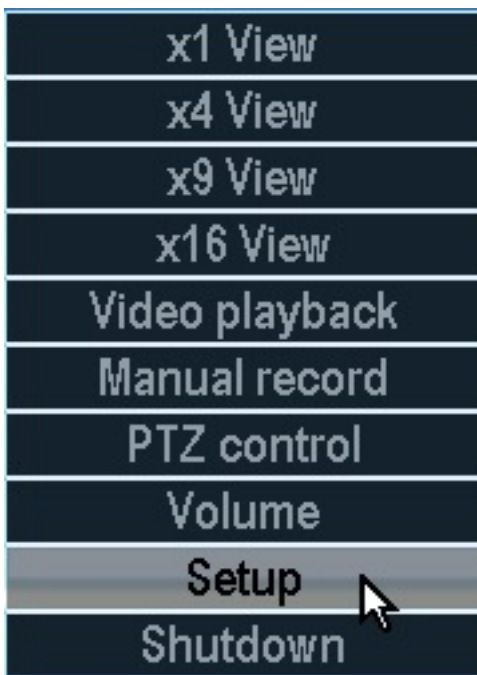 x1 View
x4 View
x9 View
x16 View
Video playback
Manual record
PTZ control
Volume
Setup
Shutdown